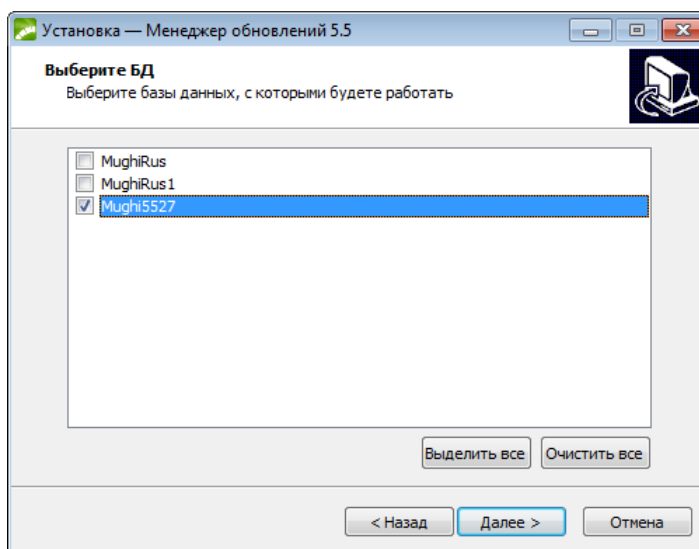 Установка — Менеджер обновлений 5.5
Выберите БД
Выберите базы данных, с которыми будете работать
MughiRus
MughiRus1
Mughi5527
Выделить все Очистить все
< Назад Далее > Отмена